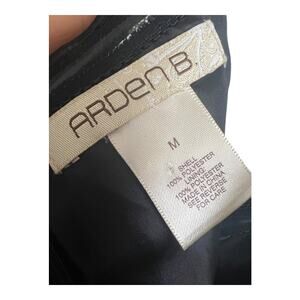 ARDEN B.
M
SHELL
100% POLYESTER
LINING:
100% POLYESTER
MADE IN CHINA
SEE REVERSE
FOR CARE